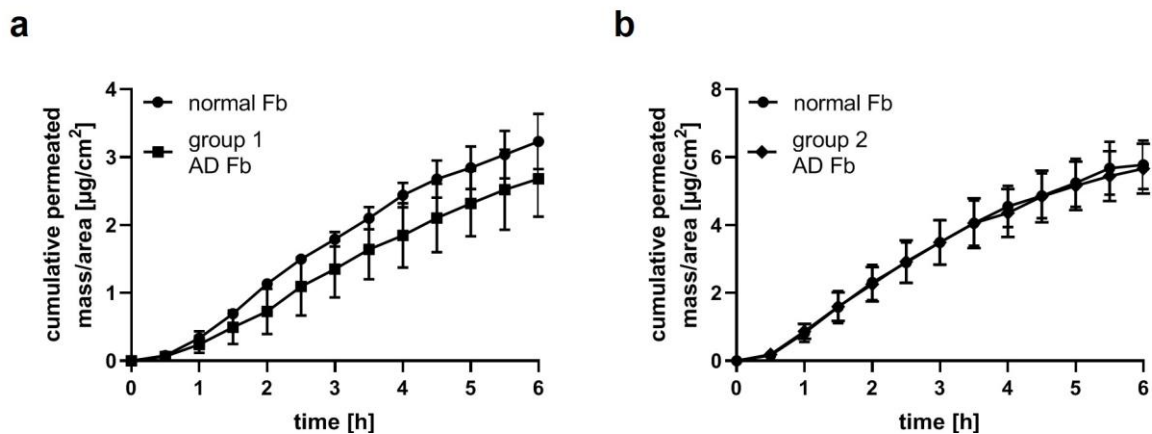 a
cumulative permeated
mass/area [µg/cm²]
4
3
2
1
0
normal Fb
group 1
AD Fb
0 1 2 3 4 5 6
time [h]
b
cumulative permeated
mass/area [µg/cm²]
8
6
4
2
0
normal Fb
group 2
AD Fb
0 1 2 3 4 5 6
time [h]